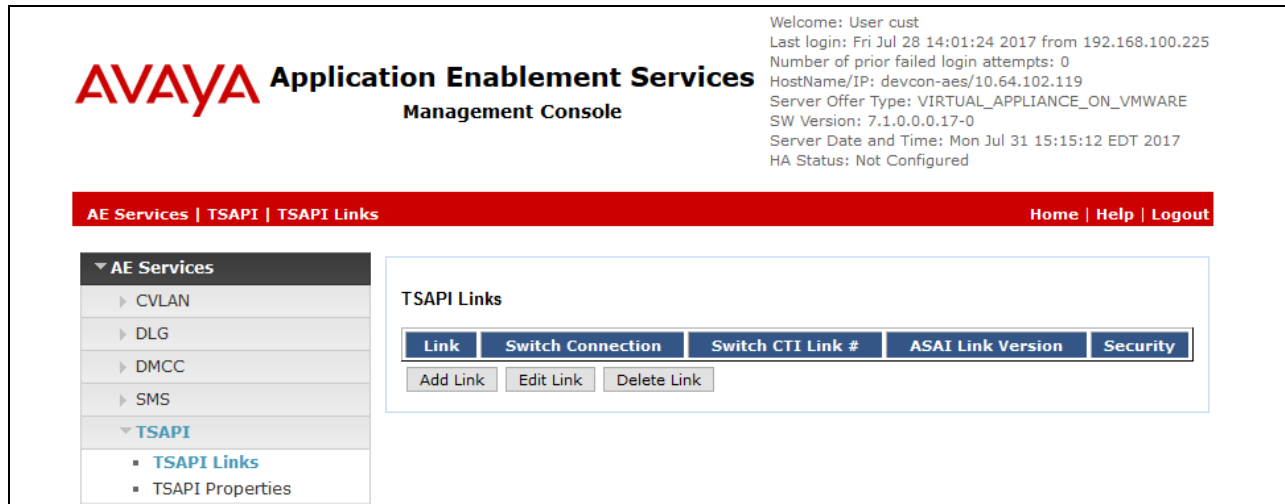 Welcome: User cust
Last login: Fri Jul 28 14:01:24 2017 from 192.168.100.225
Number of prior failed login attempts: 0
HostName/IP: devcon-aes/10.64.102.119
Server Offer Type: VIRTUAL_APPLIANCE_ON_VMWARE
SW Version: 7.1.0.0.0.17-0
Server Date and Time: Mon Jul 31 15:15:12 EDT 2017
HA Status: Not Configured
AVAYA Application Enablement Services
Management Console
AE Services | TSAPI | TSAPI Links Home | Help | Logout
AE Services
CVLAN
DLG
DMCC
SMS
TSAPI
TSAPI Links
TSAPI Properties
TSAPI Links
Link Switch Connection Switch CTI Link # ASAI Link Version Security
Add Link Edit Link Delete Link